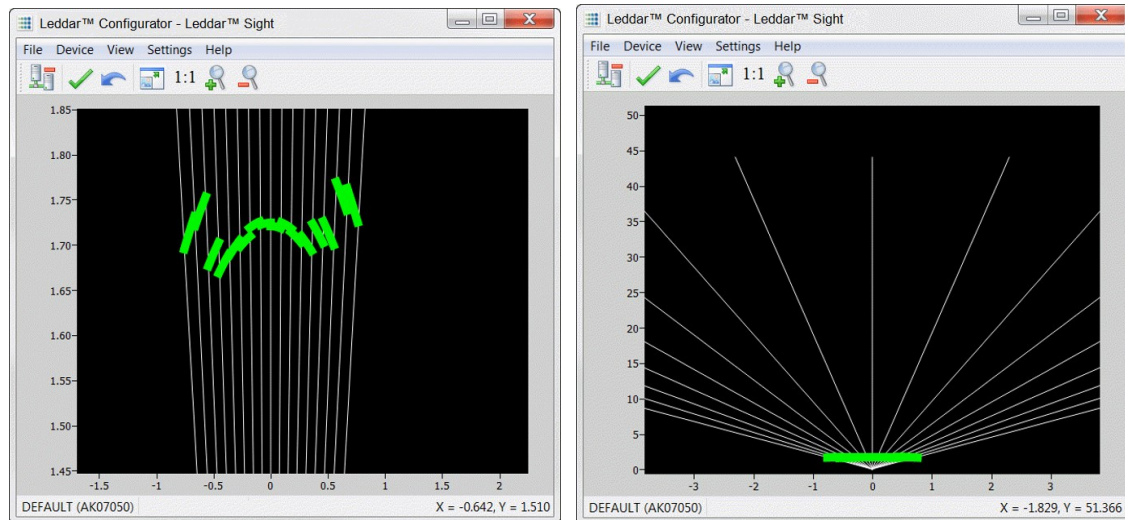 Leddar™ Configurator - Leddar™ Sight
File Device View Settings Help
1:1
1.85
1.80
1.75
1.70
1.65
1.60
1.55
1.50
1.45
-1.5 -1 -0.5 0 0.5 1 1.5 2
DEFAULT (AK07050) X = -0.642, Y = 1.510
Leddar™ Configurator - Leddar™ Sight
File Device View Settings Help
1:1
50
45
40
35
30
25
20
15
10
5
0
-3 -2 -1 0 1 2 3
DEFAULT (AK07050) X = -1.829, Y = 51.366